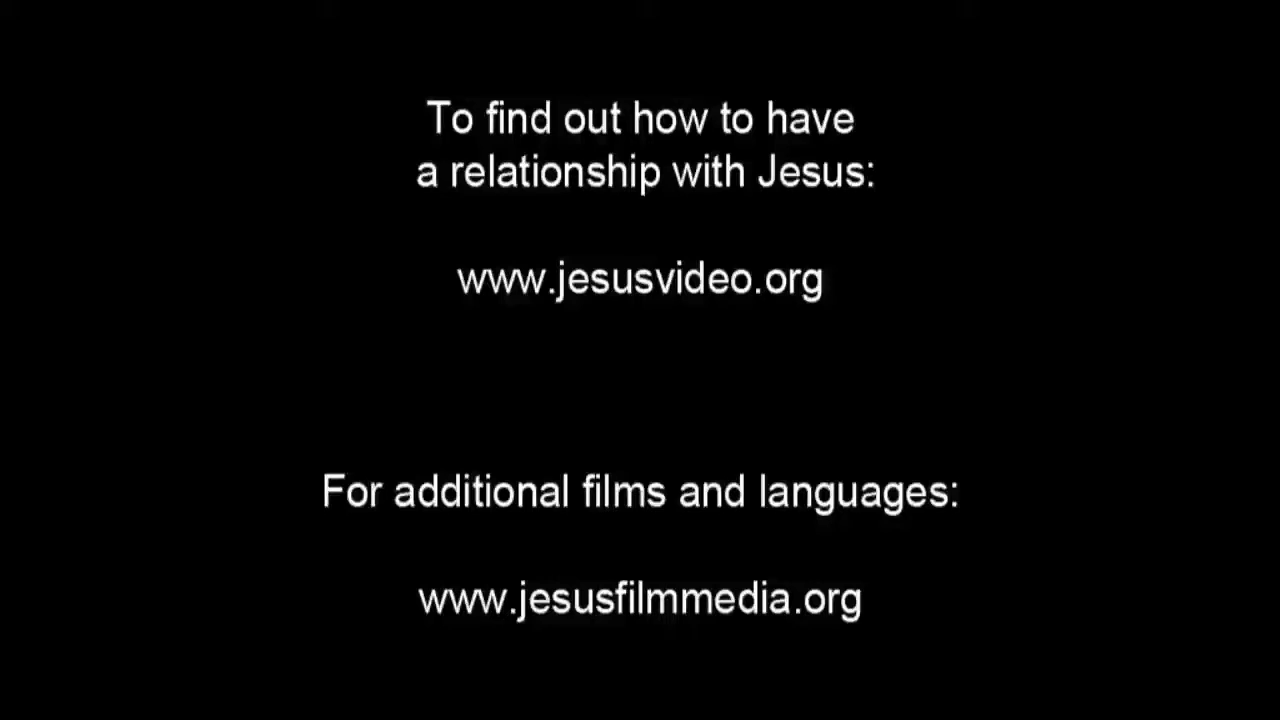 To find out how to have
a relationship with Jesus:
www.jesusvideo.org
For additional films and languages:
www.jesusfilmmedia.org